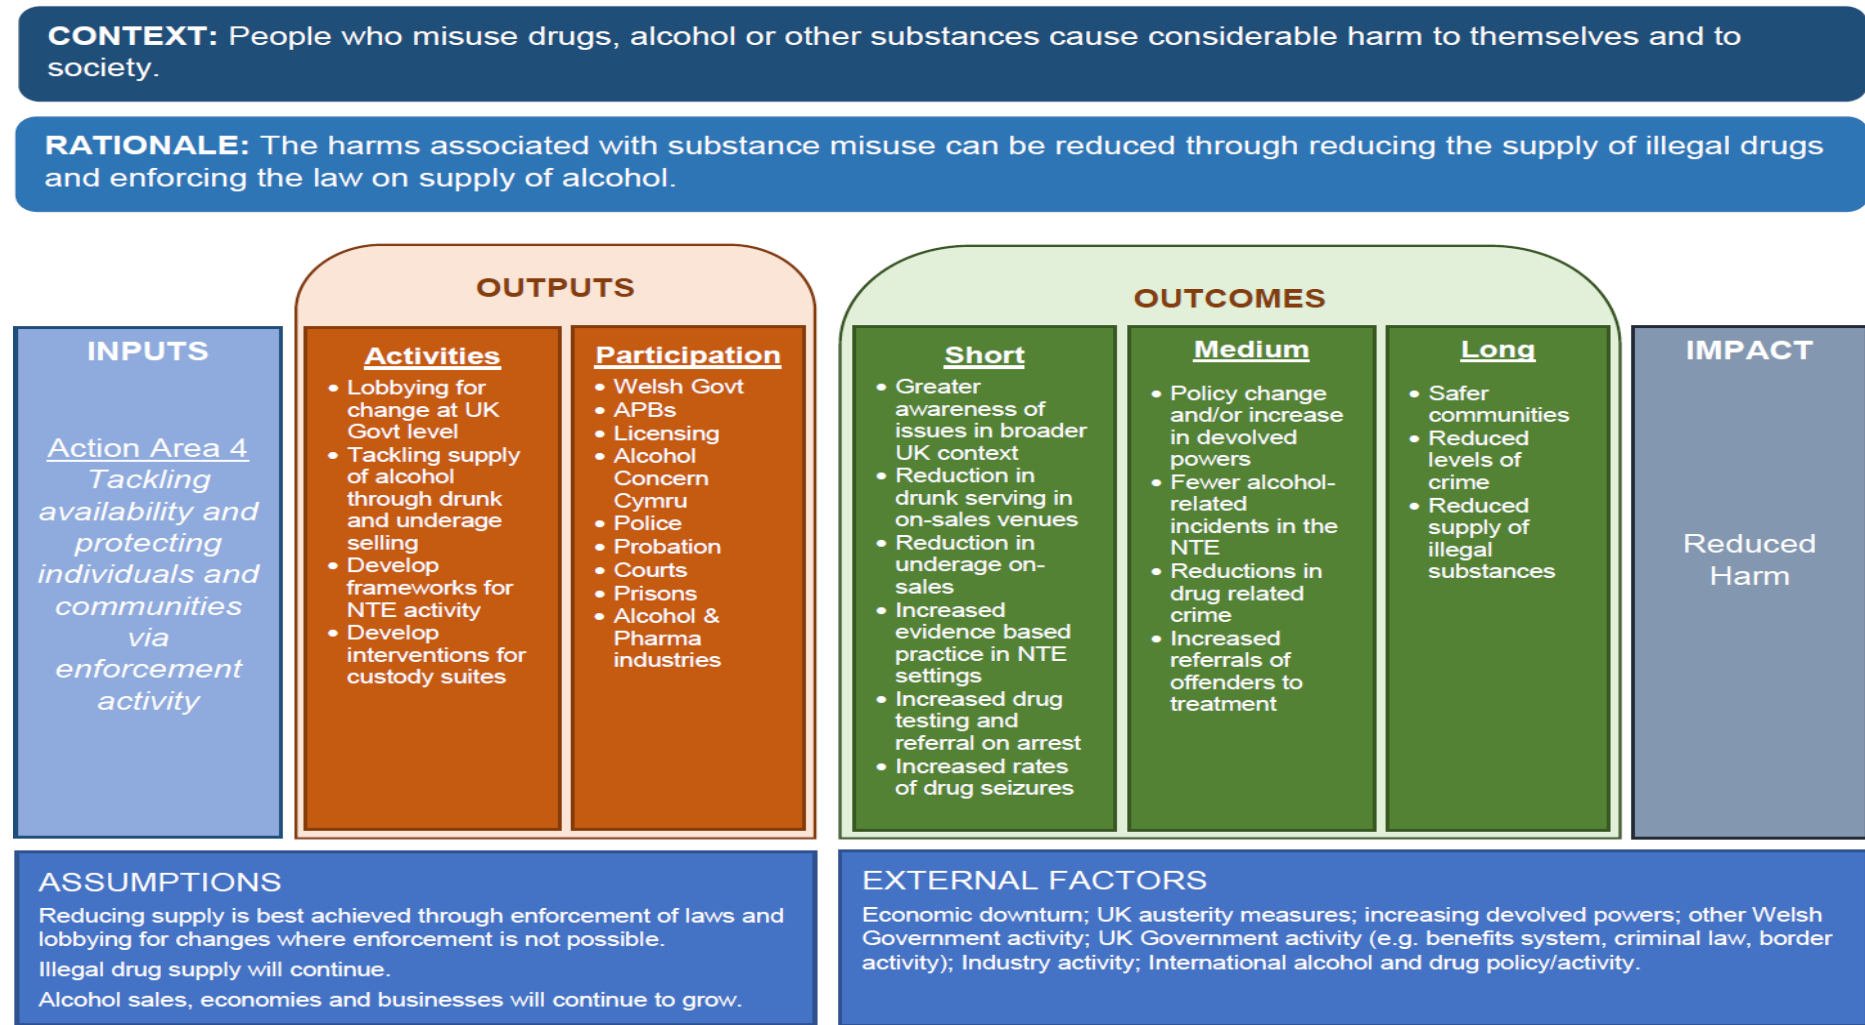 CONTEXT: People who misuse drugs, alcohol or other substances cause considerable harm to themselves and to
society.
RATIONALE: The harms associated with substance misuse can be reduced through reducing the supply of illegal drugs
and enforcing the law on supply of alcohol.
INPUTS
Action Area 4
Tackling
availability and
protecting
individuals and
communities
via
enforcement
activity
OUTPUTS
Activities
• Lobbying for
change at UK
Govt level
• Tackling supply
of alcohol
through drunk
and underage
selling
• Develop
frameworks for
NTE activity
• Develop
interventions for
custody suites
Participation
• Welsh Govt
• APBs
• Licensing
• Alcohol
Concern
Cymru
• Police
• Probation
• Courts
• Prisons
• Alcohol &
Pharma
industries
OUTCOMES
Short
• Greater
awareness of
issues in broader
UK context
• Reduction in
drunk serving in
on-sales venues
• Reduction in
underage on-
sales
• Increased
evidence based
practice in NTE
settings
• Increased drug
testing and
referral on arrest
• Increased rates
of drug seizures
Medium
• Policy change
and/or increase
in devolved
powers
• Fewer alcohol-
related
incidents in the
NTE
• Reductions in
drug related
crime
• Increased
referrals of
offenders to
treatment
Long
• Safer
communities
• Reduced
levels of
crime
• Reduced
supply of
illegal
substances
IMPACT
Reduced
Harm
ASSUMPTIONS
Reducing supply is best achieved through enforcement of laws and
lobbying for changes where enforcement is not possible.
Illegal drug supply will continue.
Alcohol sales, economies and businesses will continue to grow.
EXTERNAL FACTORS
Economic downturn; UK austerity measures; increasing devolved powers; other Welsh
Government activity; UK Government activity (e.g. benefits system, criminal law, border
activity); Industry activity; International alcohol and drug policy/activity.